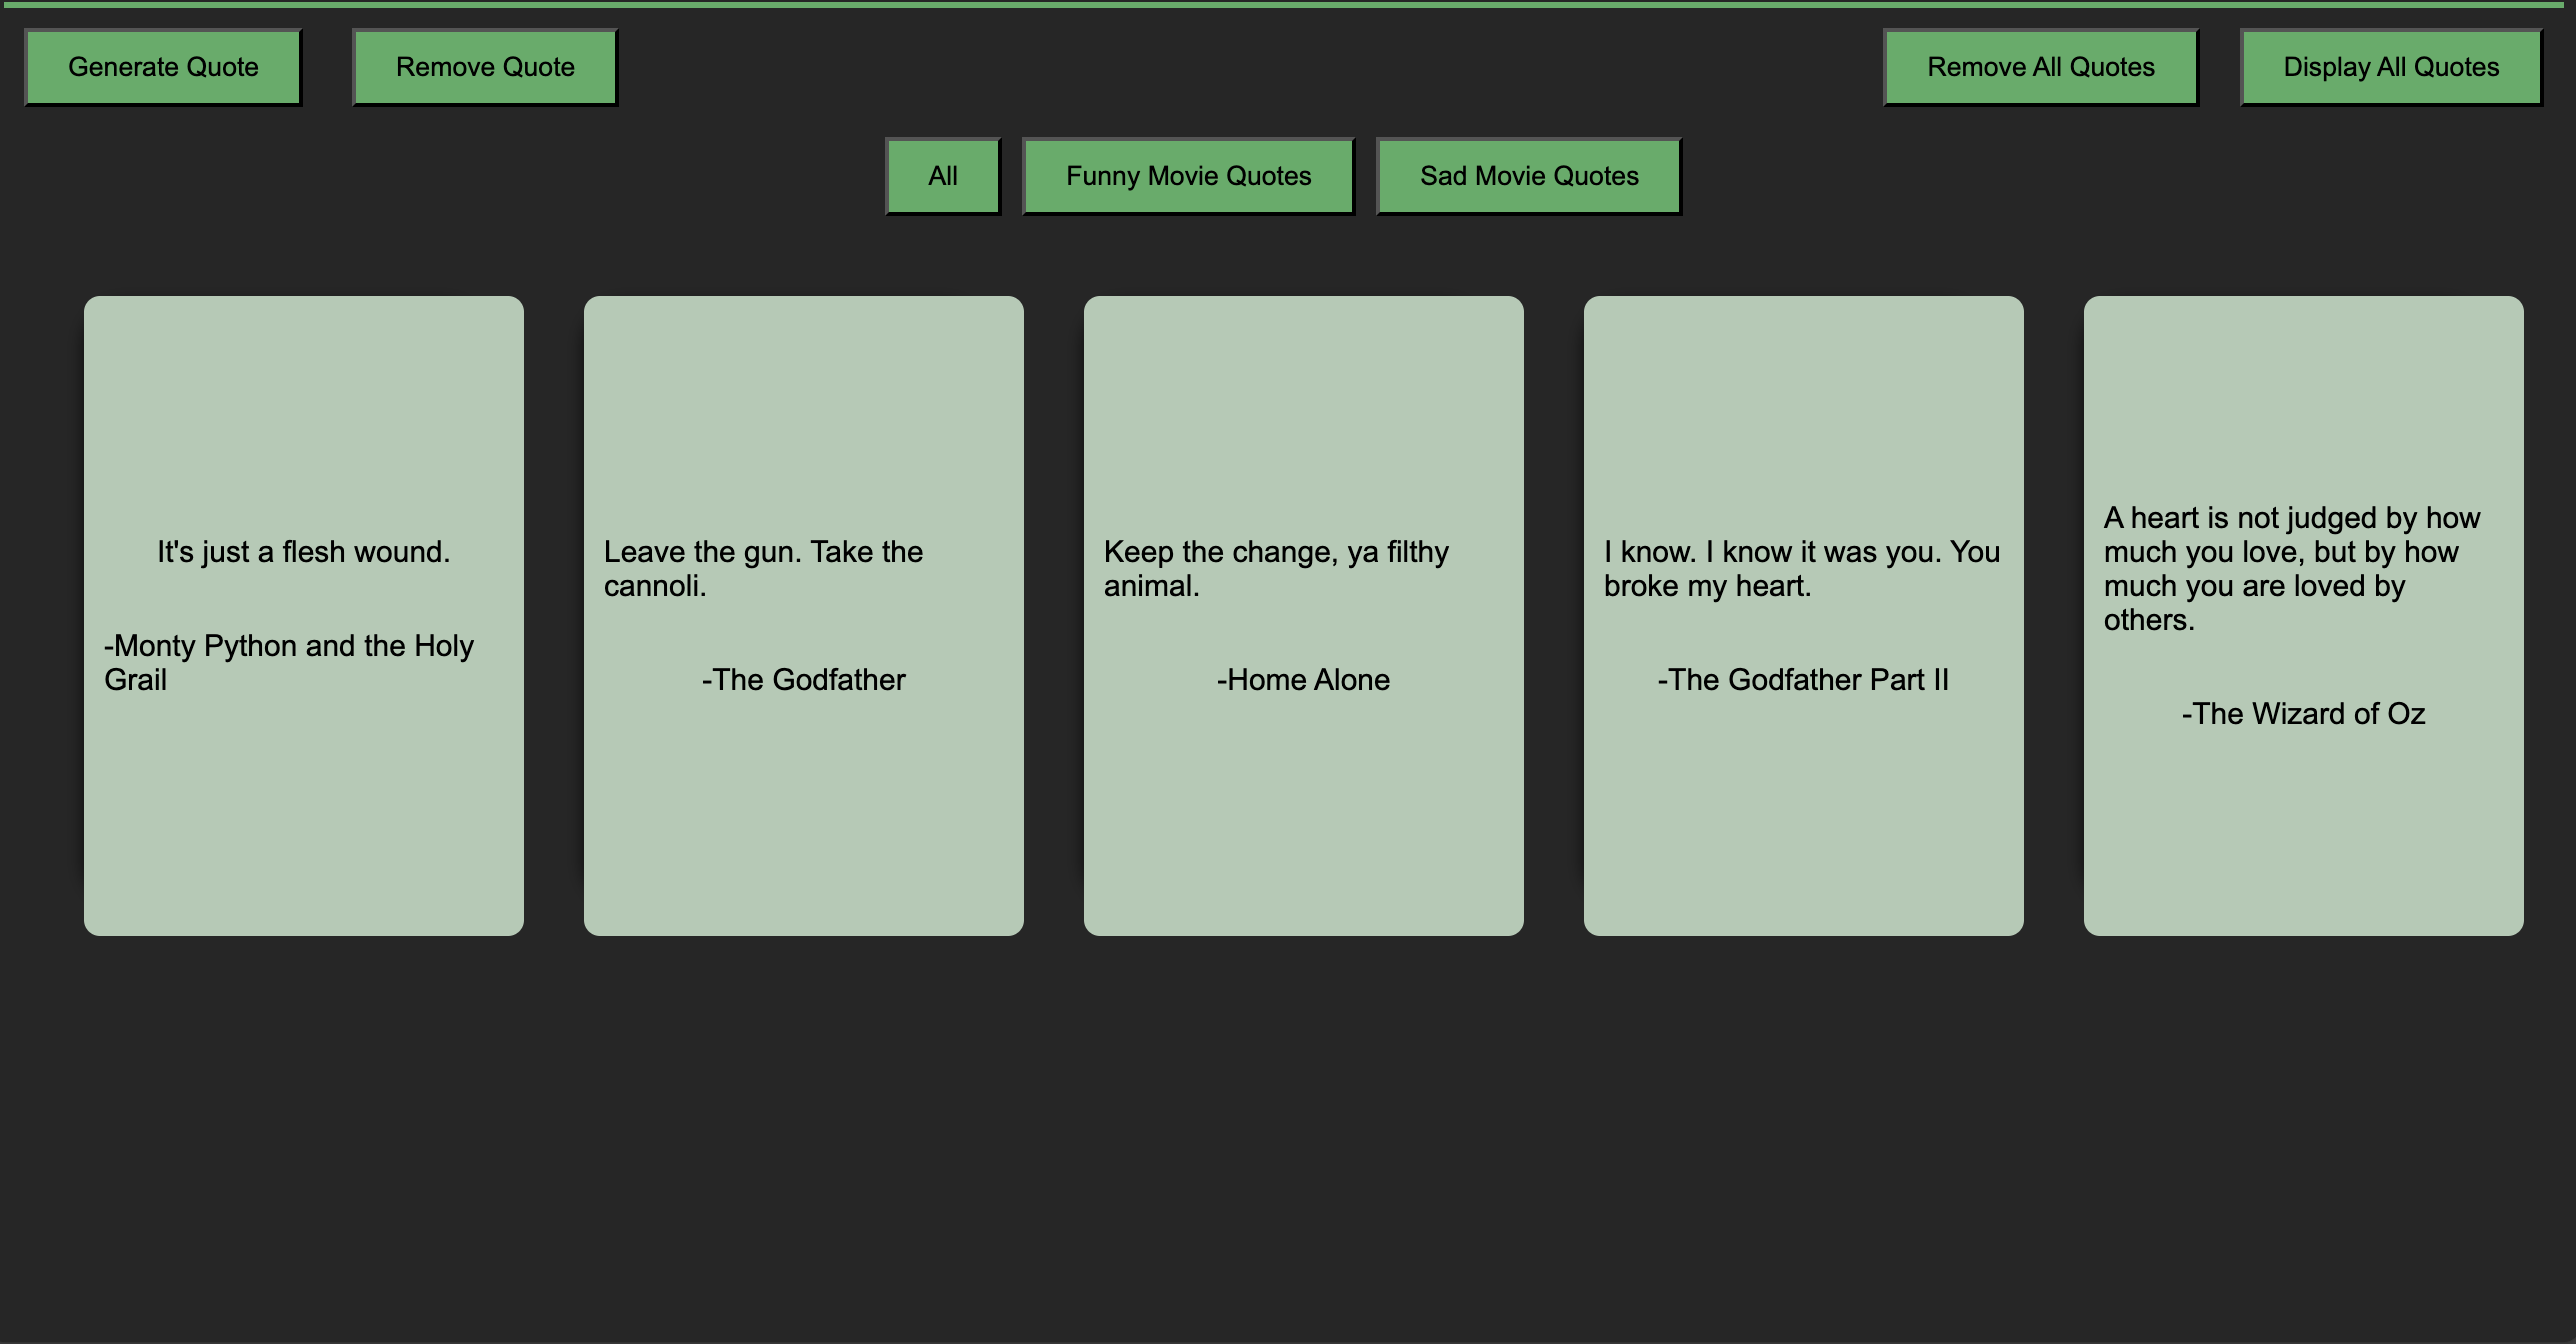 Generate Quote
Remove Quote
Remove All Quotes
Display All Quotes
All
Funny Movie Quotes
Sad Movie Quotes
It's just a flesh wound.
-Monty Python and the Holy
Grail
Leave the gun. Take the
cannoli.
-The Godfather
Keep the change, ya filthy
animal.
-Home Alone
I know. I know it was you. You
broke my heart.
-The Godfather Part II
A heart is not judged by how
much you love, but by how
much you are loved by
others.
-The Wizard of Oz